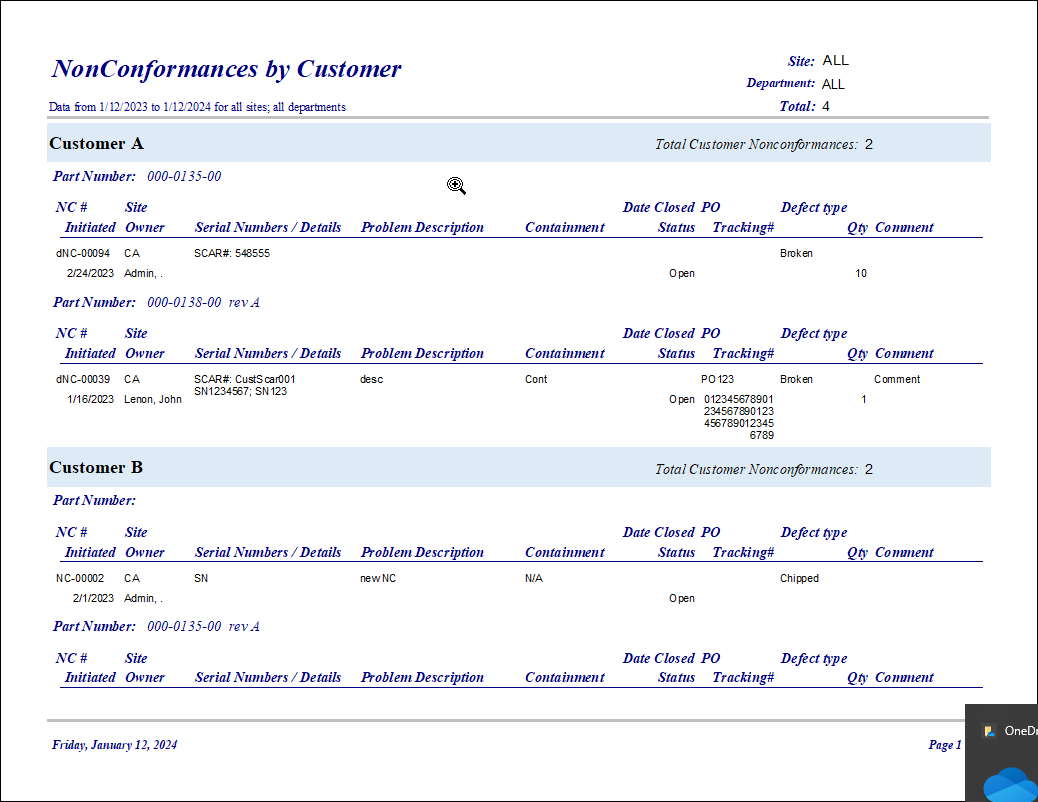 NonConformances by Customer
Site: ALL
Department: ALL
Data from 1/12/2023 to 1/12/2024 for all sites; all departments
Total: 4
Customer A Total Customer Nonconformances: 2
Part Number: 000-0135-00
NC # Site Date Closed PO Defect type
Initiated Owner Serial Numbers / Details Problem Description Containment Status Tracking# Qty Comment
dNC-00094 CA SCAR#: 548555 Broken
2/24/2023 Admin, . Open 10
Part Number: 000-0138-00 rev A
NC # Site Date Closed PO Defect type
Initiated Owner Serial Numbers / Details Problem Description Containment Status Tracking# Qty Comment
dNC-00039 CA SCAR#: CustScar001 desc Cont PO123 Broken Comment
SN1234567; SN123
1/16/2023 Lenon, John Open 012345678901 1
234567890123
456789012345
6789
Customer B Total Customer Nonconformances: 2
Part Number:
NC # Site Date Closed PO Defect type
Initiated Owner Serial Numbers / Details Problem Description Containment Status Tracking# Qty Comment
NC-00002 CA SN new NC N/A Chipped
2/1/2023 Admin, . Open
Part Number: 000-0135-00 rev A
NC # Site Date Closed PO Defect type
Initiated Owner Serial Numbers / Details Problem Description Containment Status Tracking# Qty Comment
Friday, January 12, 2024 Page 1